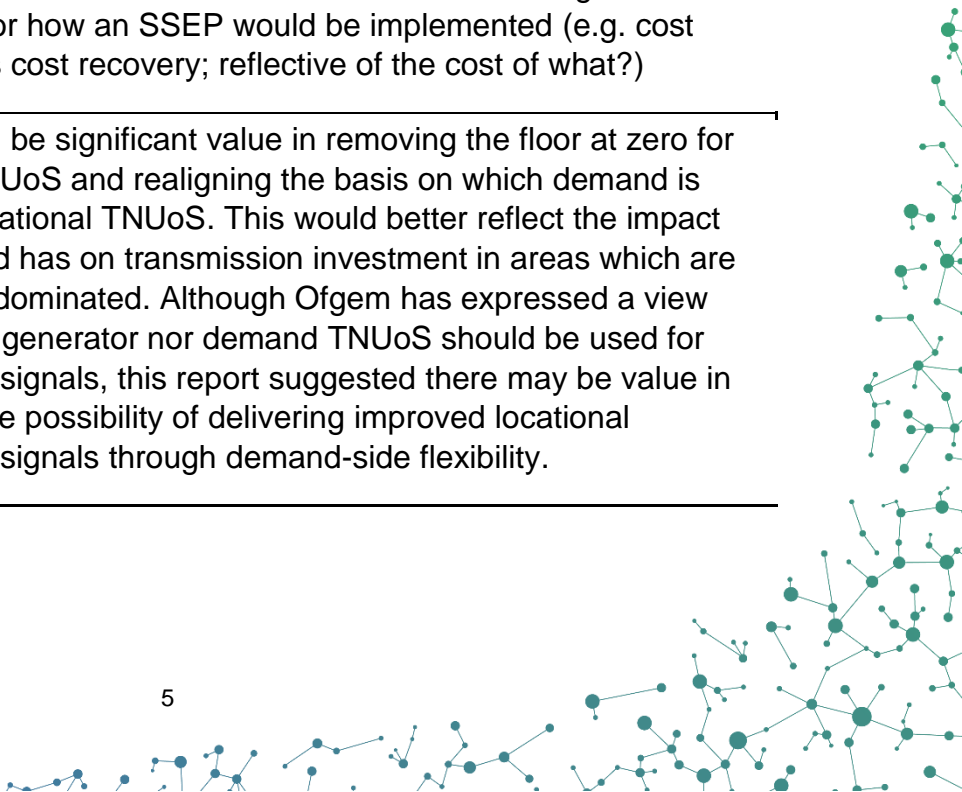 or how an SSEP would be implemented (e.g. cost
cost recovery; reflective of the cost of what?)
be significant value in removing the floor at zero for
UoS and realigning the basis on which demand is
ational TNUoS. This would better reflect the impact
d has on transmission investment in areas which are
dominated. Although Ofgem has expressed a view
generator nor demand TNUoS should be used for
signals, this report suggested there may be value in
e possibility of delivering improved locational
signals through demand-side flexibility.
5